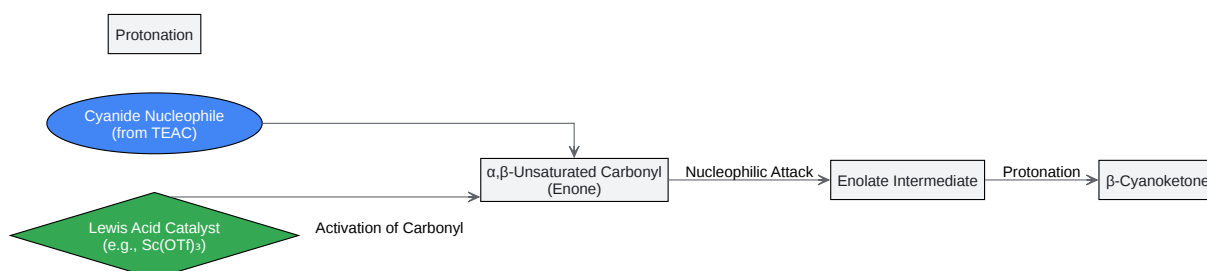 Protonation
Cyanide Nucleophile
(from TEAC)
α,β-Unsaturated Carbonyl
(Enone)
Nucleophilic Attack
Enolate Intermediate
Protonation
β-Cyanoketone
Lewis Acid Catalyst
(e.g., Sc(OTf)₃)
Activation of Carbonyl